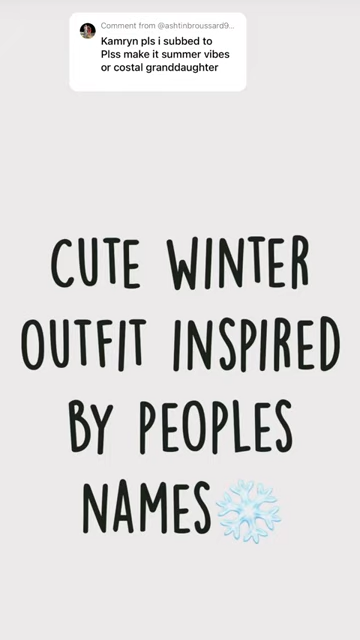 Comment from @ashtinbroussard9...
Kamryn pls i subbed to
Plss make it summer vibes
or costal granddaughter
CUTE WINTER
OUTFIT INSPIRED
BY PEOPLES
NAMES❄️